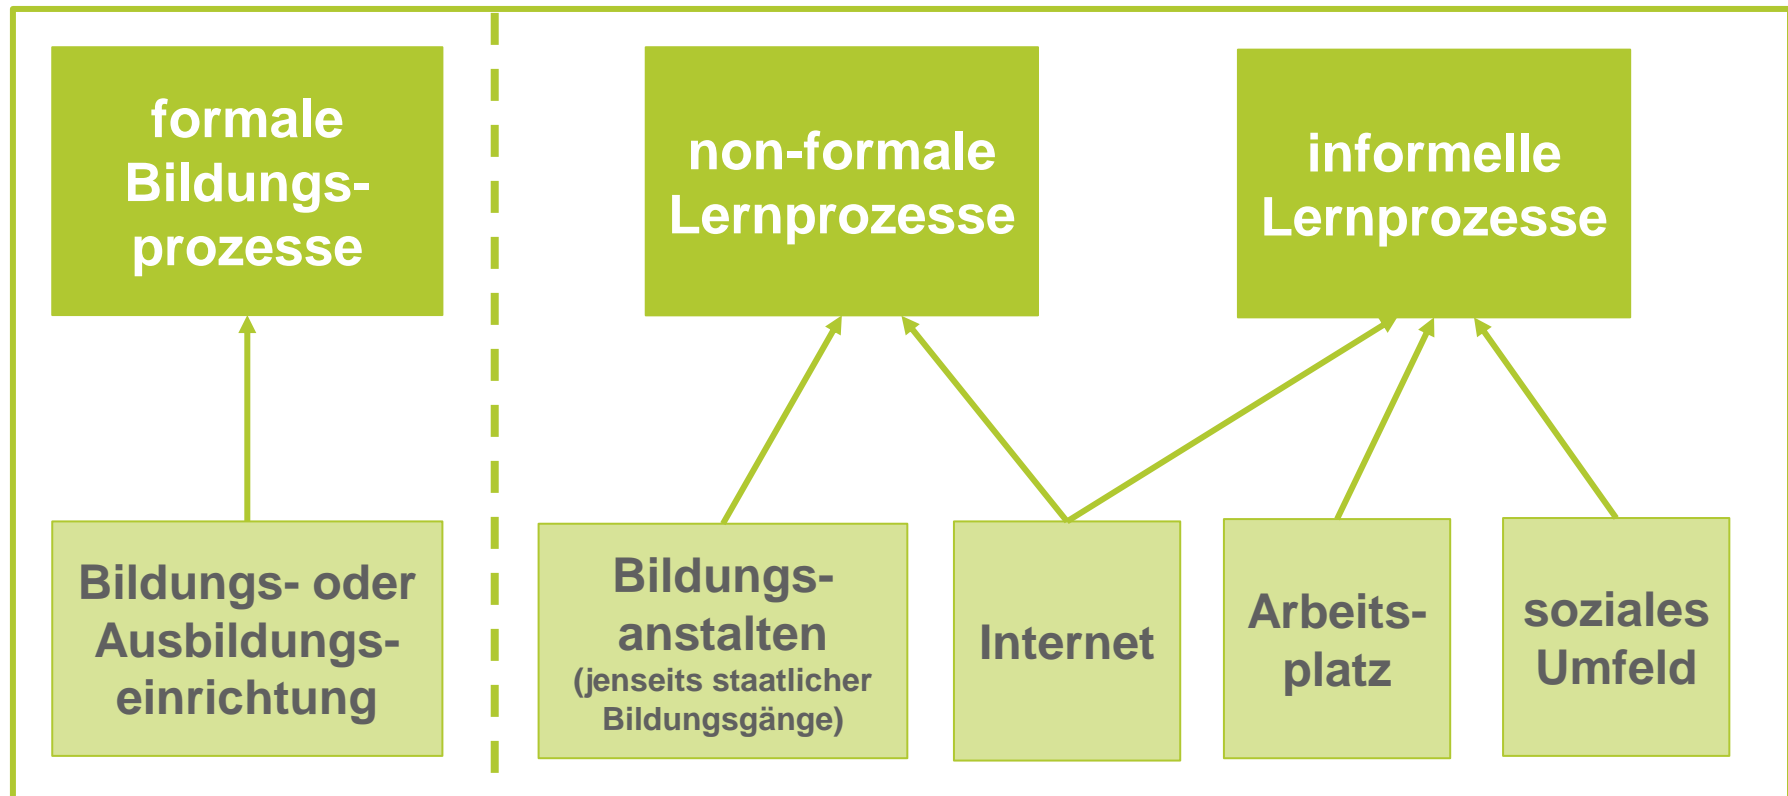 formale
Bildungs-
prozesse
non-formale
Lernprozesse
informelle
Lernprozesse
Bildungs- oder
Ausbildungs-
einrichtung
Bildungs-
anstalten
(jenseits staatlicher
Bildungsgänge)
Internet
Arbeits-
platz
soziales
Umfeld